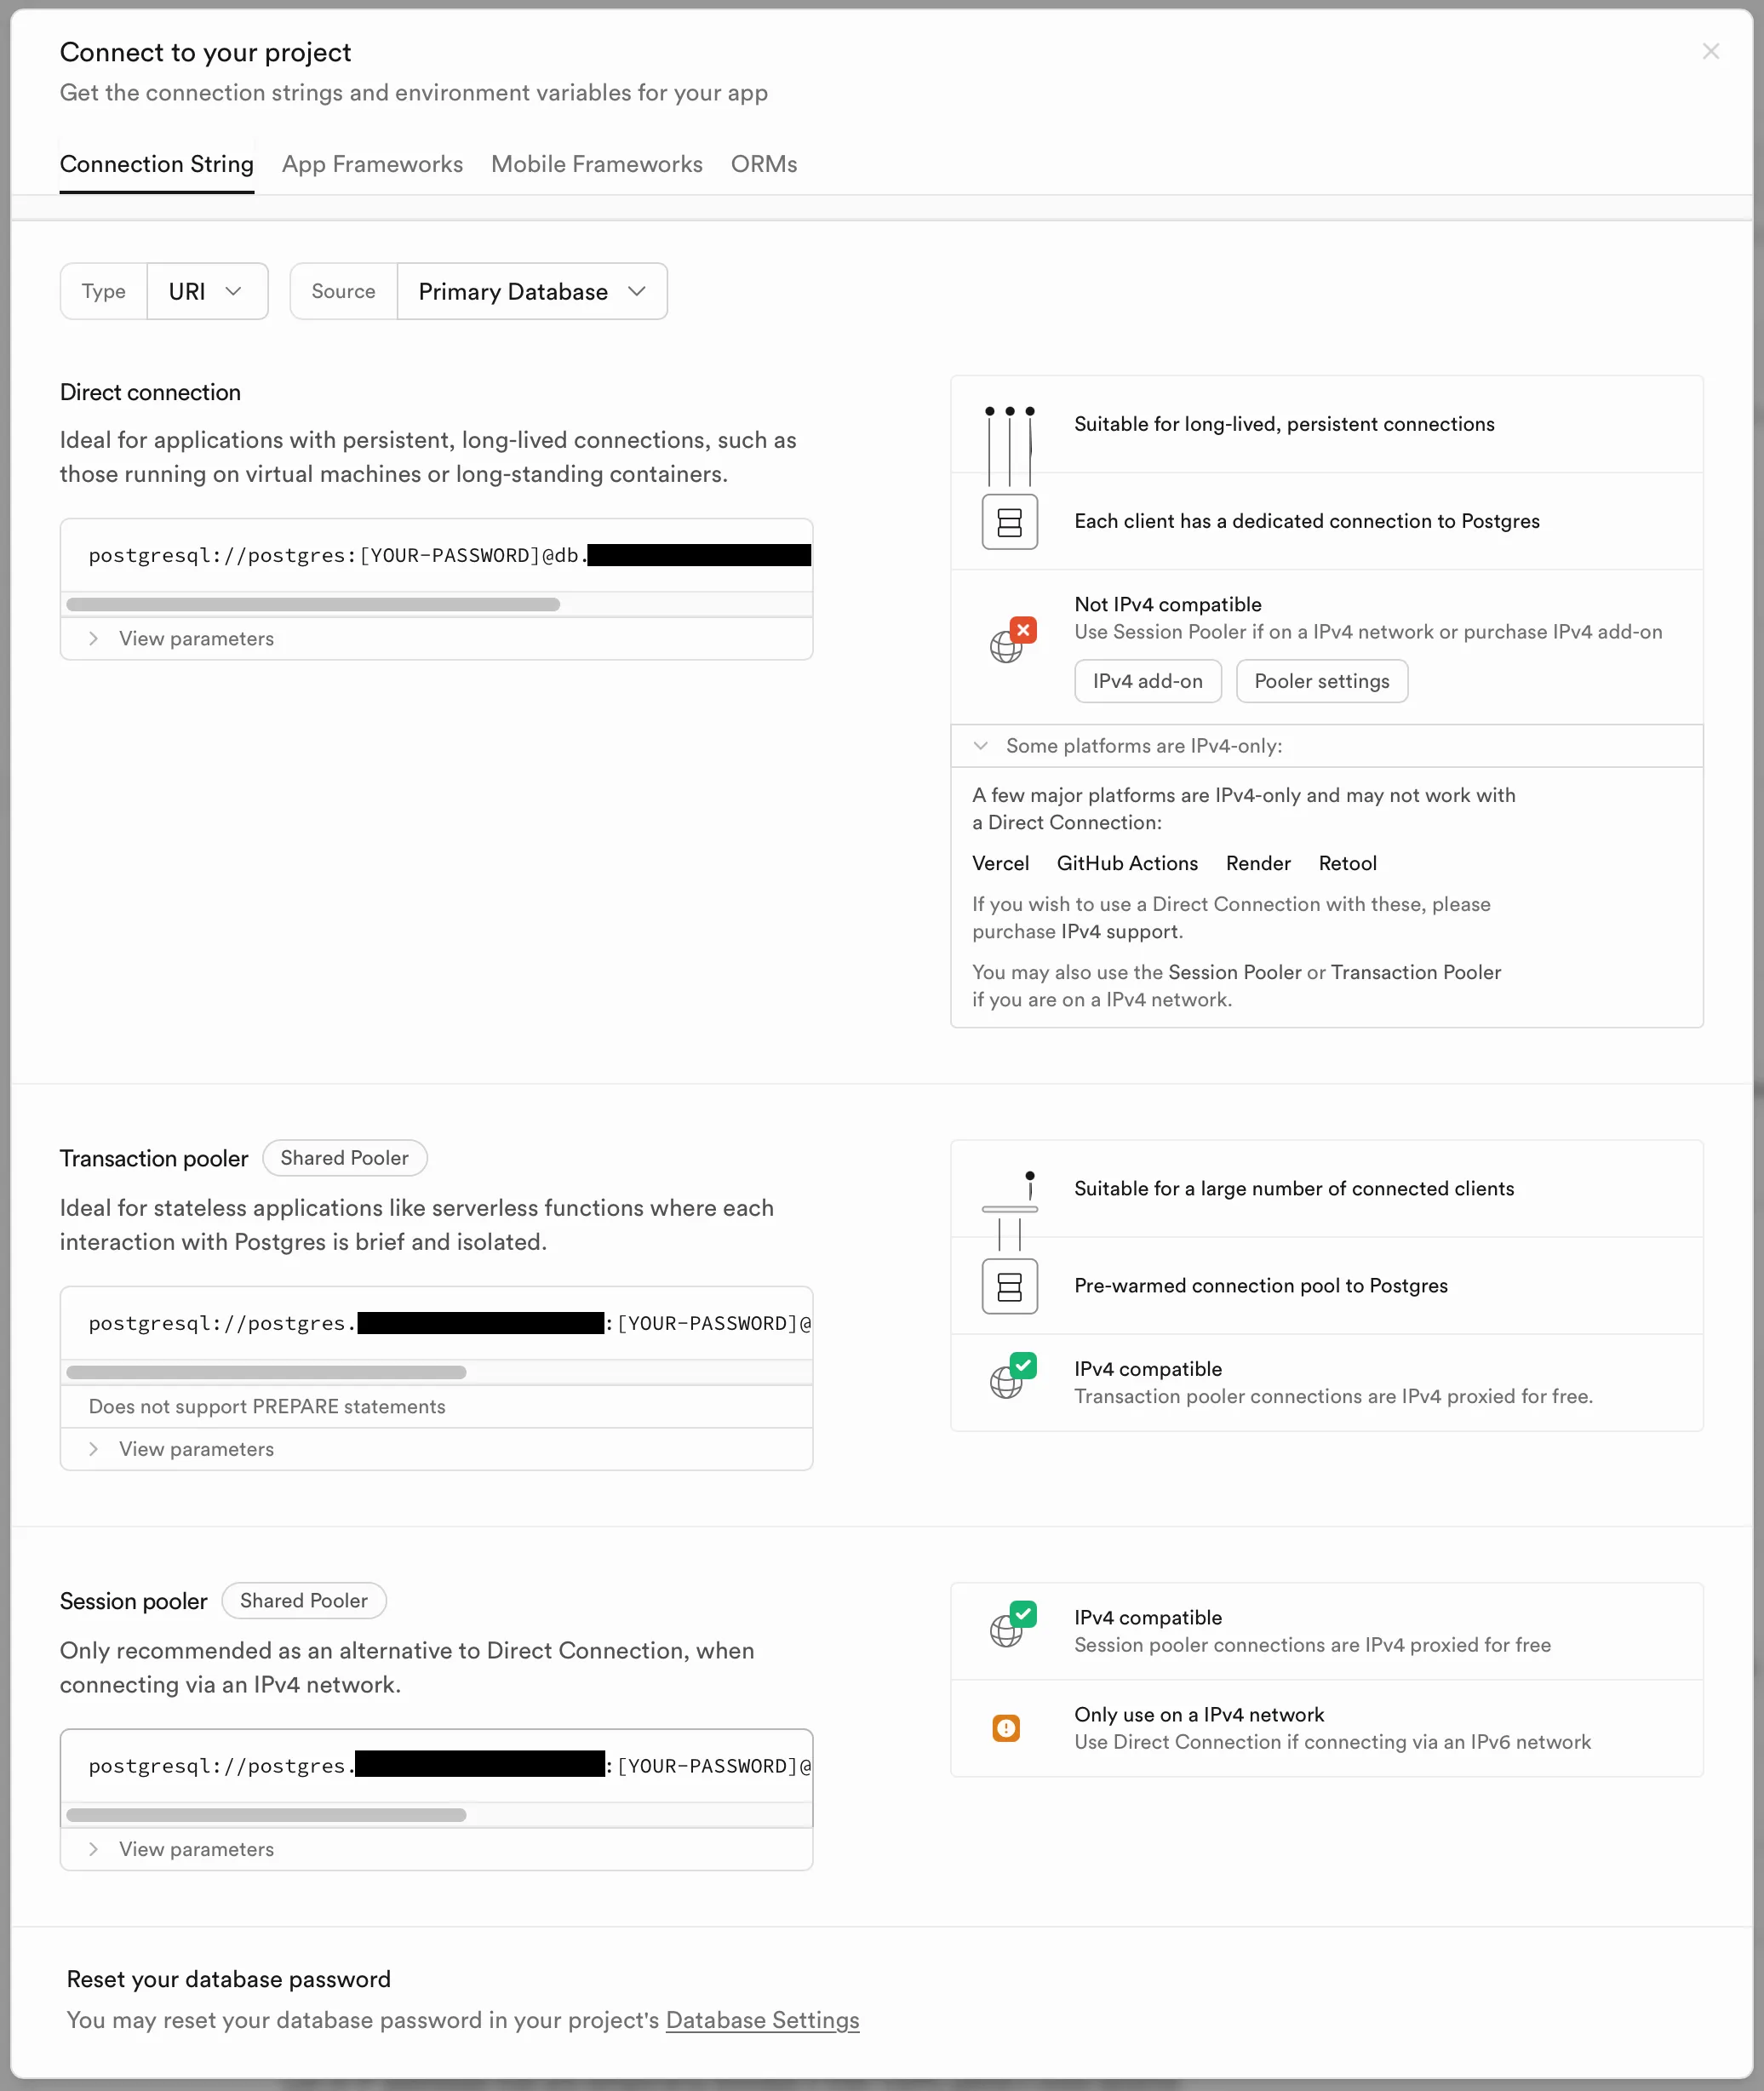 Connect to your project
Get the connection strings and environment variables for your app
Connection String App Frameworks Mobile Frameworks ORMs
Type URI Source Primary Database
Direct connection
Ideal for applications with persistent, long-lived connections, such as
those running on virtual machines or long-standing containers.
postgresql://postgres:[YOUR-PASSWORD]@db.
View parameters
Suitable for long-lived, persistent connections
Each client has a dedicated connection to Postgres
Not IPv4 compatible
Use Session Pooler if on a IPv4 network or purchase IPv4 add-on
IPv4 add-on Pooler settings
Some platforms are IPv4-only:
A few major platforms are IPv4-only and may not work with
a Direct Connection:
Vercel GitHub Actions Render Retool
If you wish to use a Direct Connection with these, please
purchase IPv4 support.
You may also use the Session Pooler or Transaction Pooler
if you are on a IPv4 network.
Transaction pooler Shared Pooler
Ideal for stateless applications like serverless functions where each
interaction with Postgres is brief and isolated.
postgresql://postgres. :[YOUR-PASSWORD]@
Does not support PREPARE statements
View parameters
Suitable for a large number of connected clients
Pre-warmed connection pool to Postgres
IPv4 compatible
Transaction pooler connections are IPv4 proxied for free.
Session pooler Shared Pooler
Only recommended as an alternative to Direct Connection, when
connecting via an IPv4 network.
postgresql://postgres. :[YOUR-PASSWORD]@
View parameters
IPv4 compatible
Session pooler connections are IPv4 proxied for free
Only use on a IPv4 network
Use Direct Connection if connecting via an IPv6 network
Reset your database password
You may reset your database password in your project's Database Settings